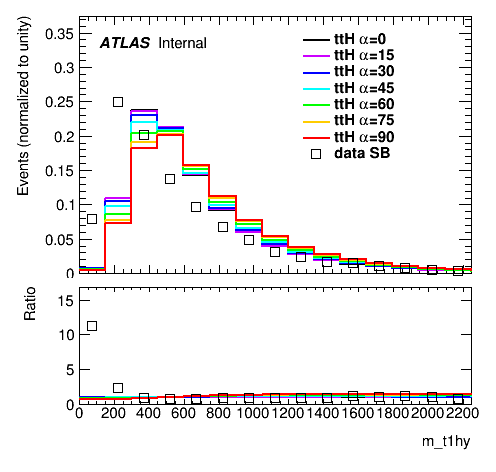 Events (normalized to unity)
0.35
0.3
0.25
0.2
0.15
0.1
0.05
0
ATLAS Internal
ttH α=0
ttH α=15
ttH α=30
ttH α=45
ttH α=60
ttH α=75
ttH α=90
data SB
Ratio
15
10
5
0
0 200 400 600 800 1000 1200 1400 1600 1800 2000 2200
m_t1hy